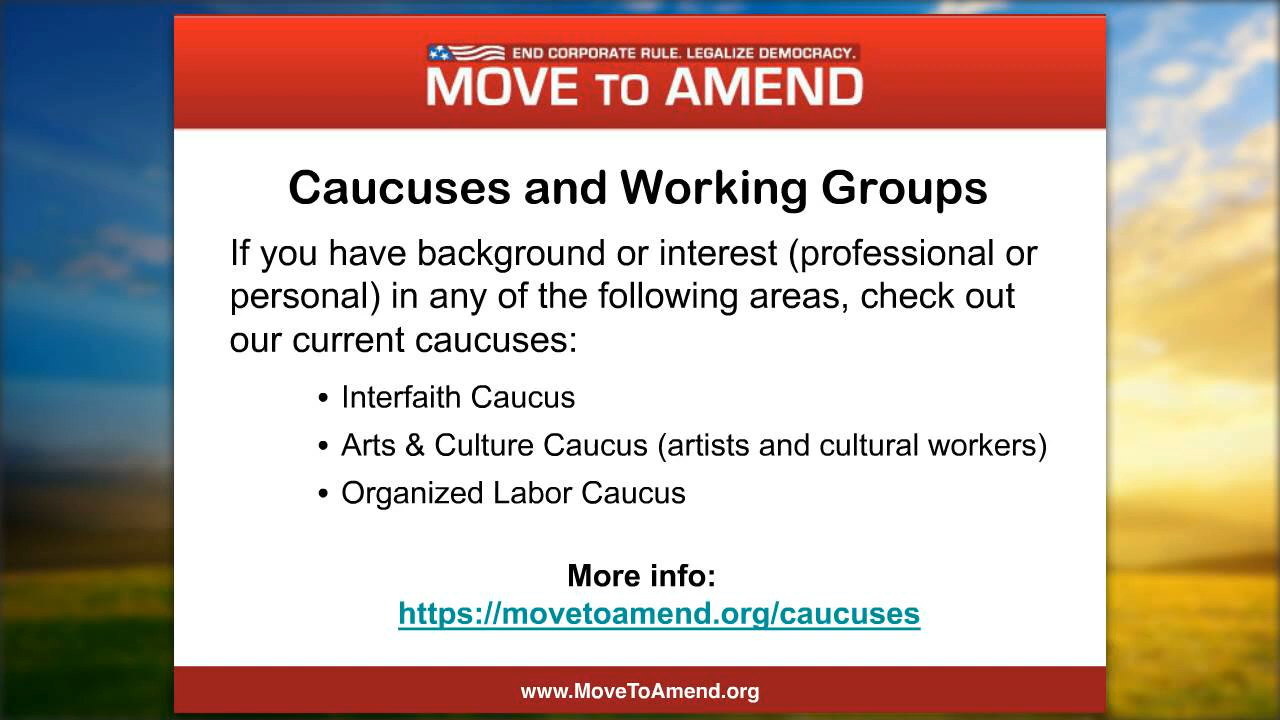 END CORPORATE RULE. LEGALIZE DEMOCRACY.
MOVE TO AMEND
Caucuses and Working Groups
If you have background or interest (professional or
personal) in any of the following areas, check out
our current caucuses:
• Interfaith Caucus
• Arts & Culture Caucus (artists and cultural workers)
• Organized Labor Caucus
More info:
https://movetoamend.org/caucuses
www.MoveToAmend.org